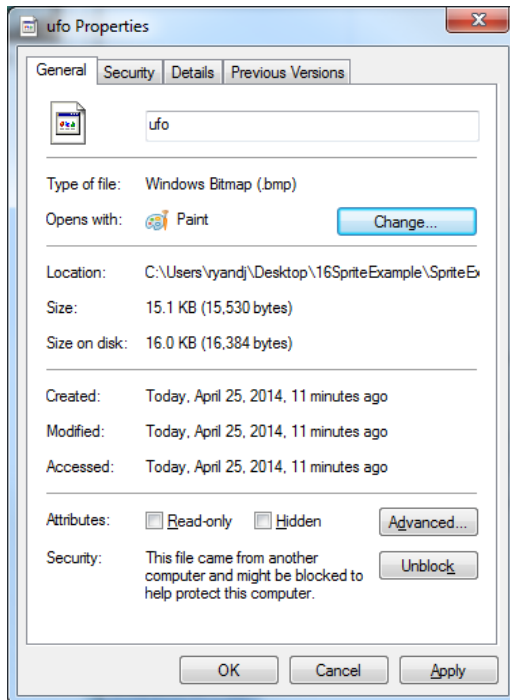 ufo Properties
General Security Details Previous Versions
ufo
Type of file: Windows Bitmap (.bmp)
Opens with: Paint Change...
Location: C:\Users\ryandj\Desktop\16SpriteExample\SpriteEx
Size: 15.1 KB (15,530 bytes)
Size on disk: 16.0 KB (16,384 bytes)
Created: Today, April 25, 2014, 11 minutes ago
Modified: Today, April 25, 2014, 11 minutes ago
Accessed: Today, April 25, 2014, 11 minutes ago
Attributes: Read-only Hidden Advanced...
Security: This file came from another
computer and might be blocked to
help protect this computer.
Unblock
OK Cancel Apply